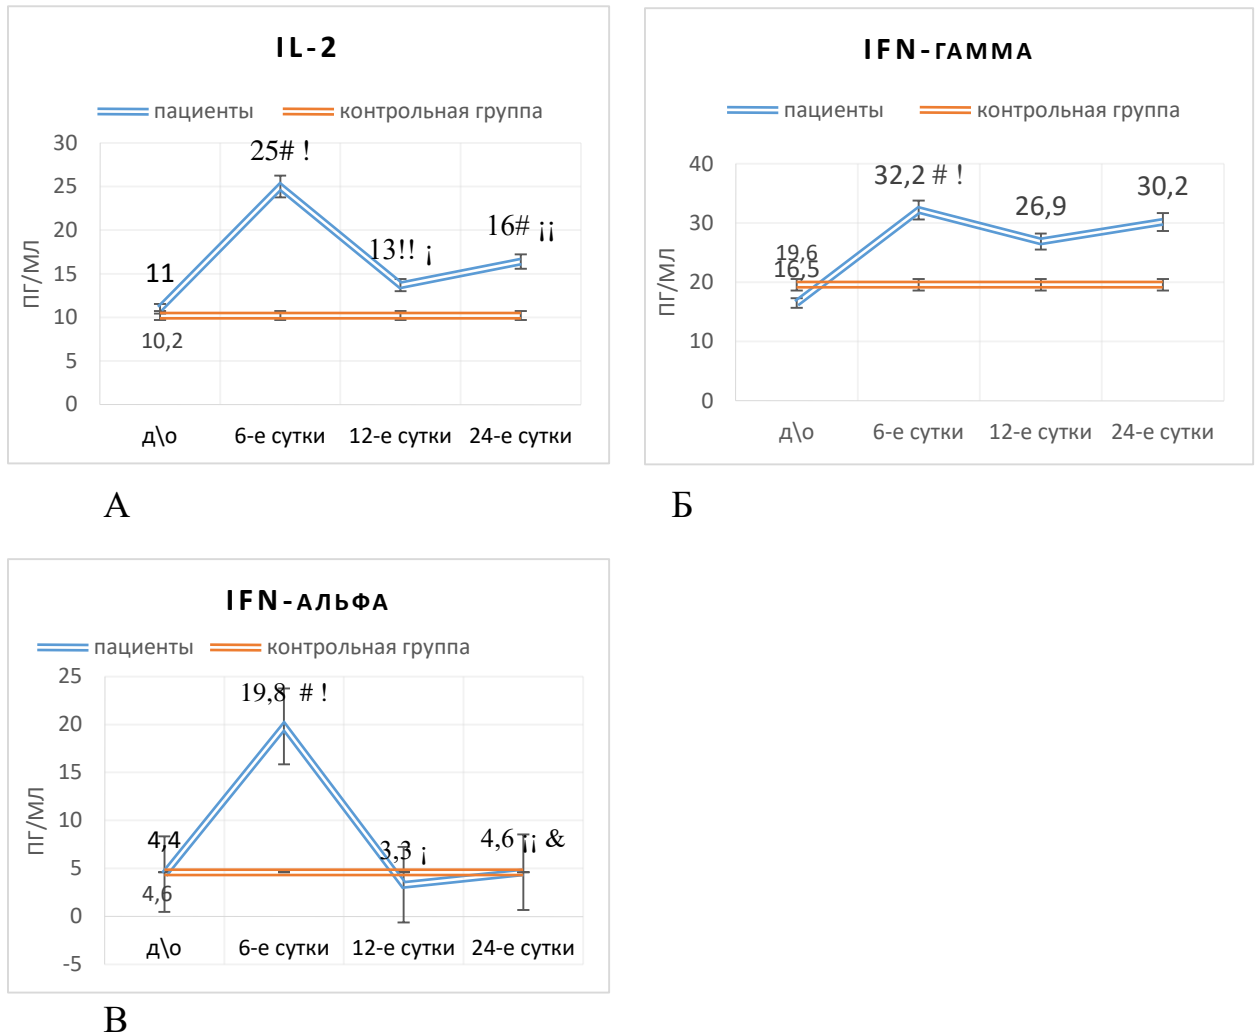 IL-2
пациенты контрольная группа
30
25
20
15
10
5
0
ПГ/МЛ
25# !
13!! ¡
16# ¡¡
11
10,2
д\о 6-е сутки 12-е сутки 24-е сутки
А
IFN-ГАММА
пациенты контрольная группа
40
30
20
10
0
ПГ/МЛ
32,2 # !
26,9
30,2
19,6
16,5
д\о 6-е сутки 12-е сутки 24-е сутки
Б
IFN-АЛЬФА
пациенты контрольная группа
25
20
15
10
5
0
-5
ПГ/МЛ
19,8 # !
4,4
3,3 ¡
4,6 ¡¡ &
4,6
д\о 6-е сутки 12-е сутки 24-е сутки
В